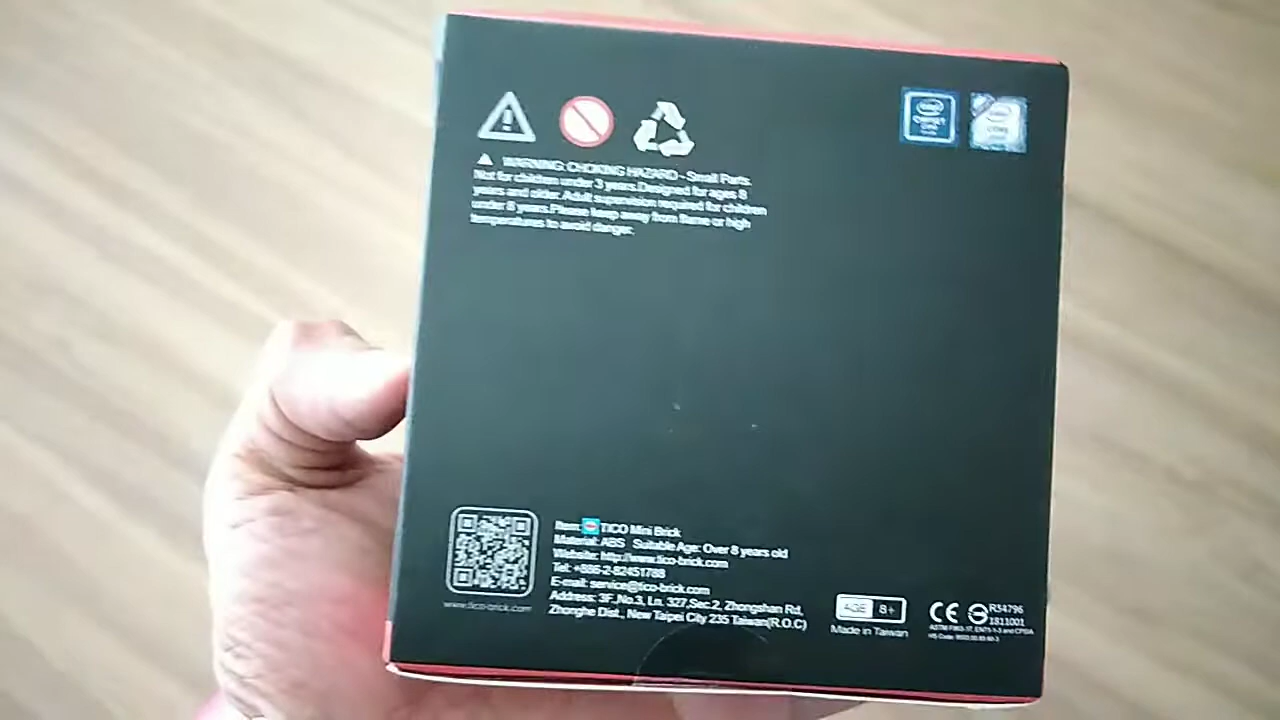 intel
CHIPSET
intel
CORE
WARNING: CHOKING HAZARD - Small Parts.
Not for children under 3 years.Designed for ages 8
years and older. Adult supervision required for children
under 8 years.Please keep away from flame or high
temperatures to avoid danger.
Item: TICO Mini Brick
Material: ABS Suitable Age: Over 8 years old
Website: http://www.tico-brick.com
Tel: +886-2-82451788
E-mail: service@tico-brick.com
Address: 3F.,No.3, Ln. 327,Sec.2, Zhongshan Rd.,
Zhonghe Dist., New Taipei City 235 Taiwan(R.O.C)
www.tico-brick.com
AGE 8+
Made in Taiwan
CE
R34796
1811001